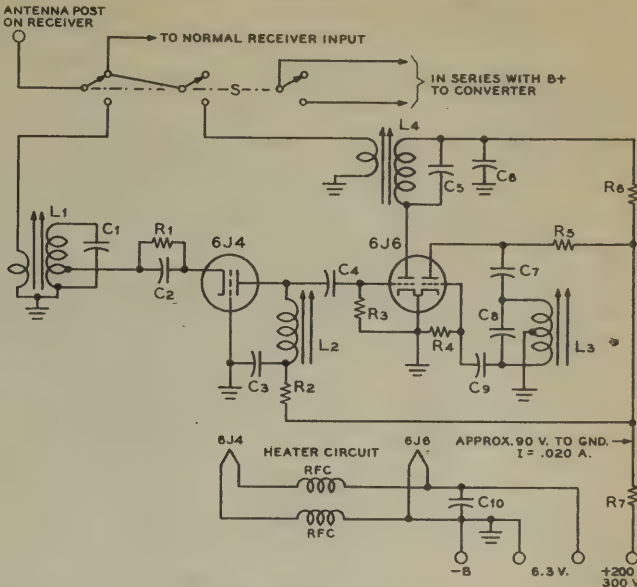 ANTENNA POST
ON RECEIVER
TO NORMAL RECEIVER INPUT
S
IN SERIES WITH B+
TO CONVERTER
L4
C5
C6
R6
L1
C1
R1
C2
6J4
C4
6J6
R5
C7
C8
L3
R3
R4
C9
L2
C3
R2
6J4
HEATER CIRCUIT
6J6
APPROX. 90 V. TO GND.
I = .020 A.
RFC
RFC
C10
R7
-B
6.3 V.
+200
300 V